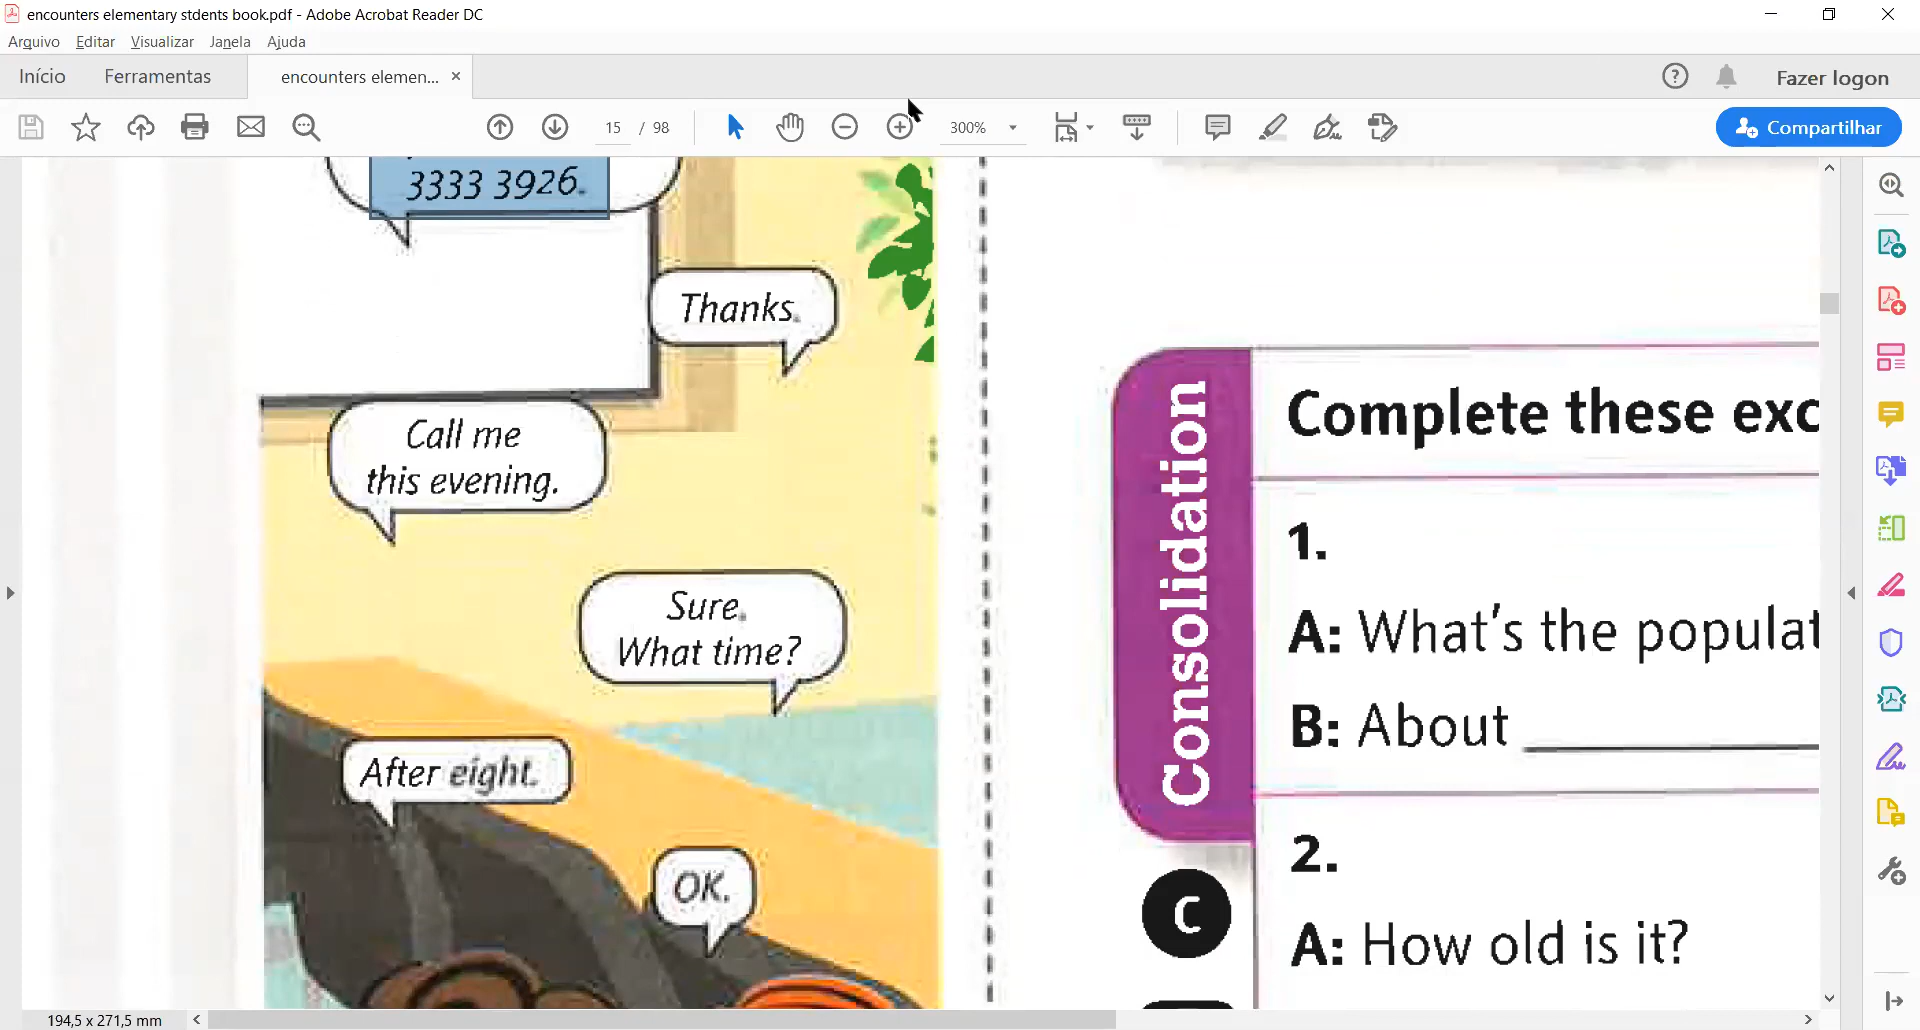 encounters elementary stdents book.pdf - Adobe Acrobat Reader DC
Arquivo Editar Visualizar Janela Ajuda
Início Ferramentas encounters elemen... × Fazer logon
15 / 98 300% Compartilhar
3333 3926.
Thanks.
Call me
this evening.
Sure.
What time?
After eight.
OK.
Consolidation
Complete these exc
1.
A: What's the populat
B: About
2.
C
A: How old is it?
194,5 x 271,5 mm